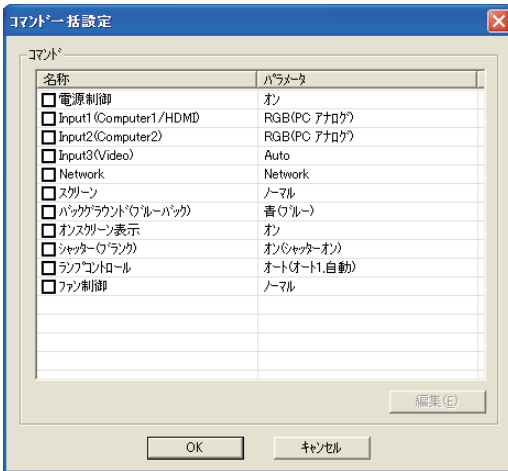 ｺﾏﾝﾄﾞ一括設定
ｺﾏﾝﾄﾞ
名称 ﾊﾟﾗﾒｰﾀ
電源制御 ｵﾝ
Input1(Computer1/HDMI) RGB(PC ｱﾅﾛｸﾞ)
Input2(Computer2) RGB(PC ｱﾅﾛｸﾞ)
Input3(Video) Auto
Network Network
ｽｸﾘｰﾝ ﾉｰﾏﾙ
ﾊﾞｯｸｸﾞﾗｳﾝﾄﾞ(ﾌﾞﾙｰﾊﾞｯｸ) 青(ﾌﾞﾙｰ)
ｵﾝｽｸﾘｰﾝ表示 ｵﾝ
ｼｬｯﾀｰ(ﾌﾞﾗﾝｸ) ｵﾝ(ｼｬｯﾀｰｵﾝ)
ﾗﾝﾌﾟｺﾝﾄﾛｰﾙ ｵｰﾄ(ｵｰﾄ1,自動)
ﾌｧﾝ制御 ﾉｰﾏﾙ
編集(E)
OK ｷｬﾝｾﾙ